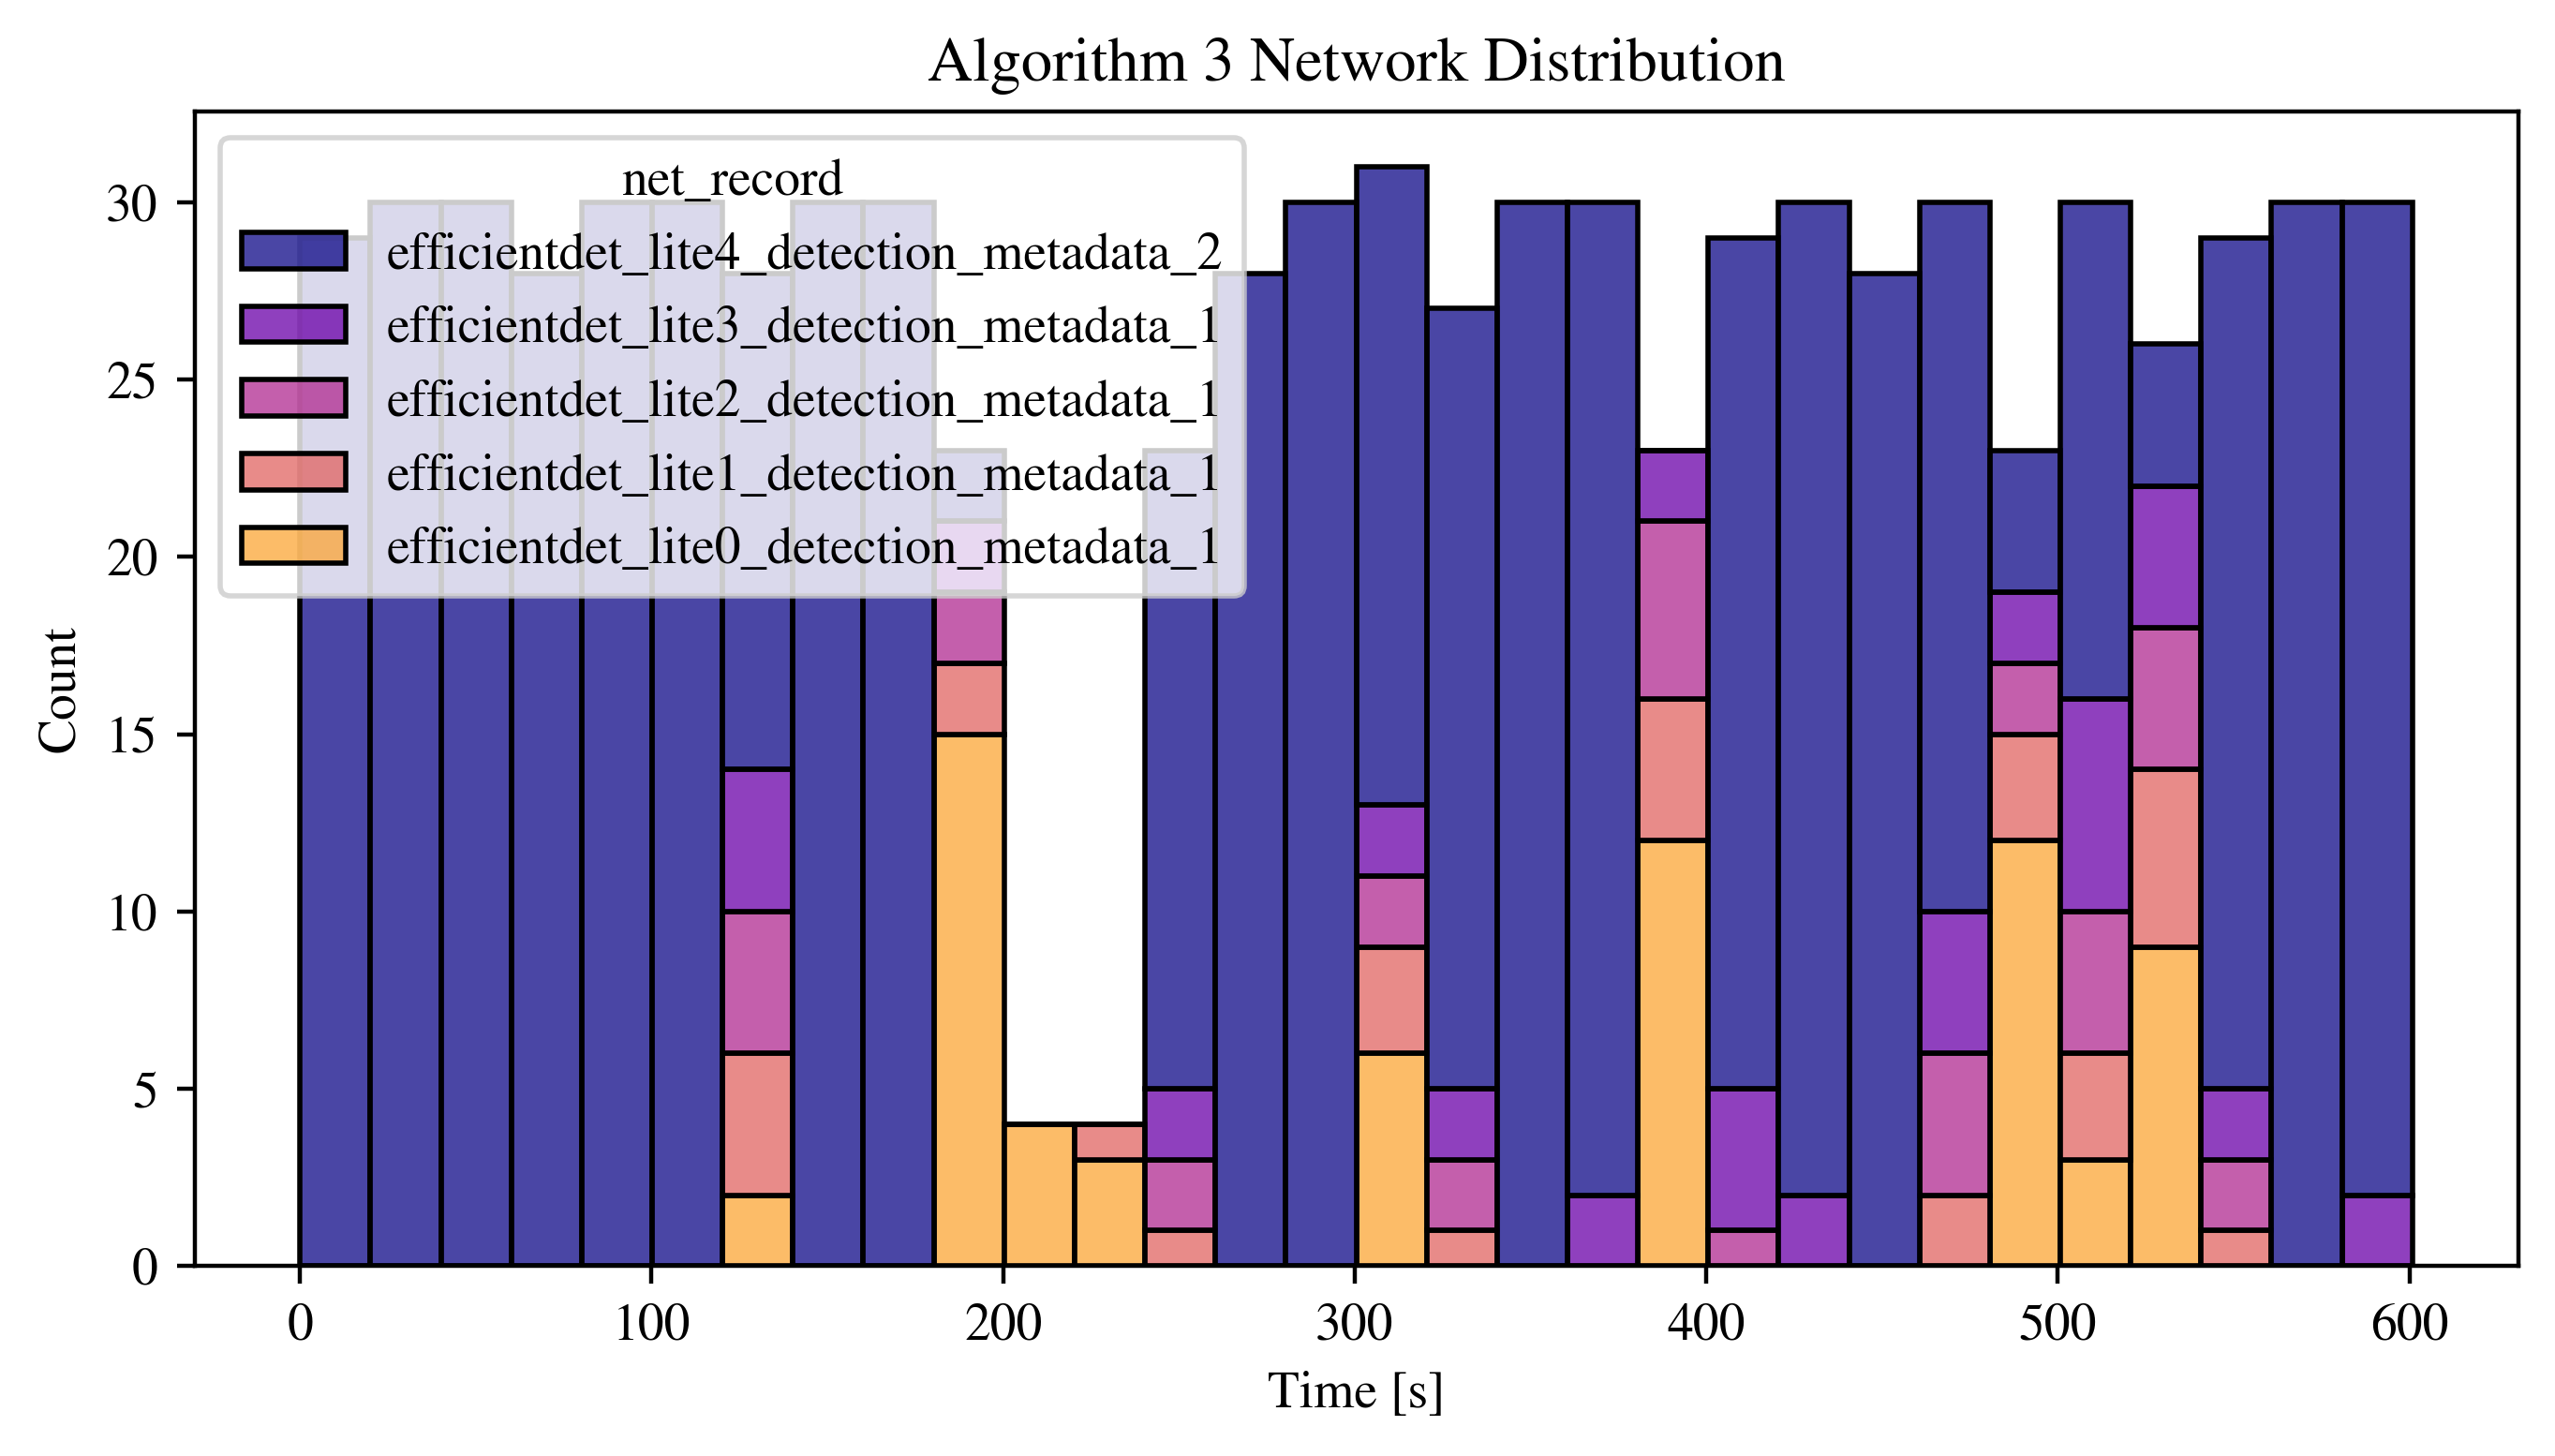 Algorithm 3 Network Distribution
net_record
efficientdet_lite4_detection_metadata_2
efficientdet_lite3_detection_metadata_1
efficientdet_lite2_detection_metadata_1
efficientdet_lite1_detection_metadata_1
efficientdet_lite0_detection_metadata_1
30
25
20
15
10
5
0
Count
0 100 200 300 400 500 600
Time [s]